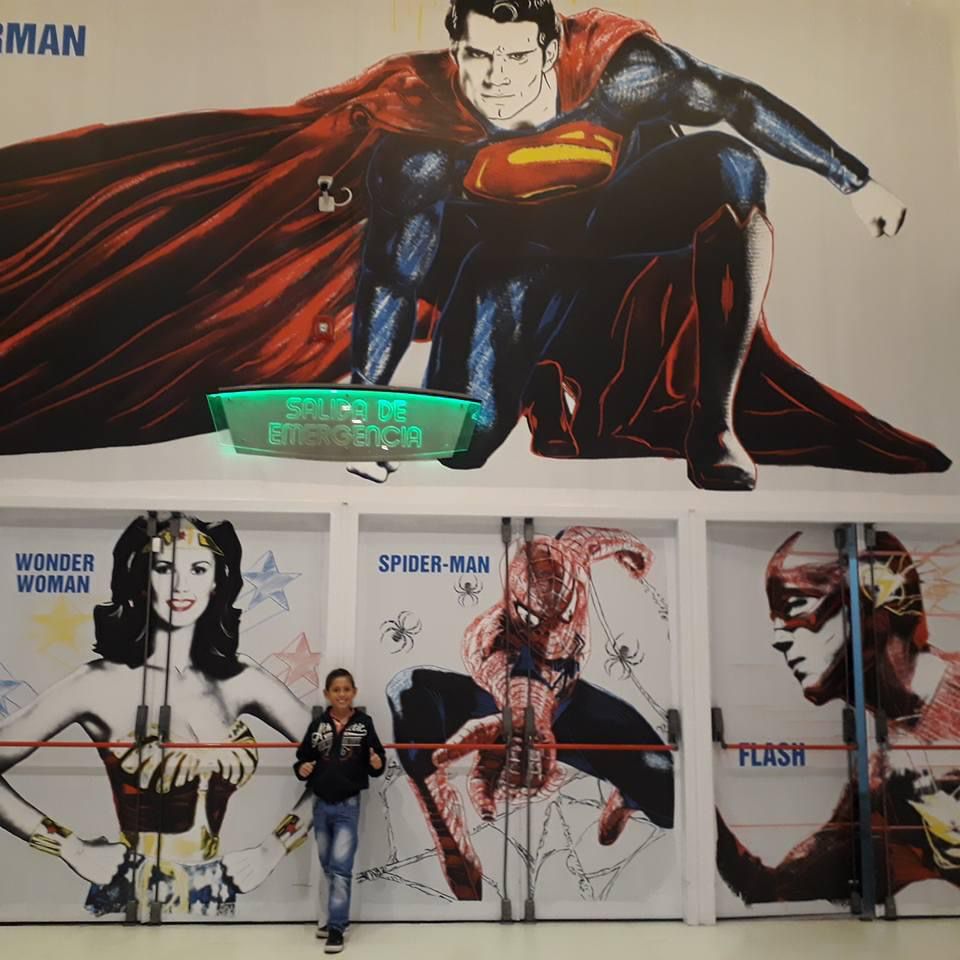 RMAN
SALIDA DE
EMERGENCIA
WONDER
WOMAN
SPIDER-MAN
FLASH